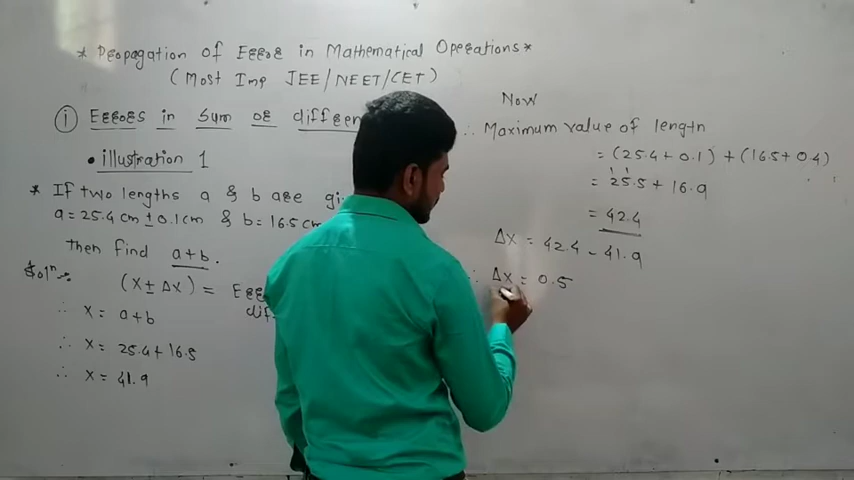 * Propagation of Error in Mathematical Operations *
(Most Imp JEE/NEET/CET)
(i) Errors in Sum or differen
• illustration 1
* If two lengths a & b are gi
a = 25.4 cm ± 0.1 cm & b = 16.5 cm
then find a+b.
Solⁿ →
(x ± Δx) = E
dif
∴ x = a+b
∴ x = 25.4 + 16.5
∴ x = 41.9
Now
∴ Maximum value of length
= (25.4 + 0.1) + (16.5 + 0.4)
= 25.5 + 16.9
= 42.4
Δx = 42.4 - 41.9
∴ Δx = 0.5